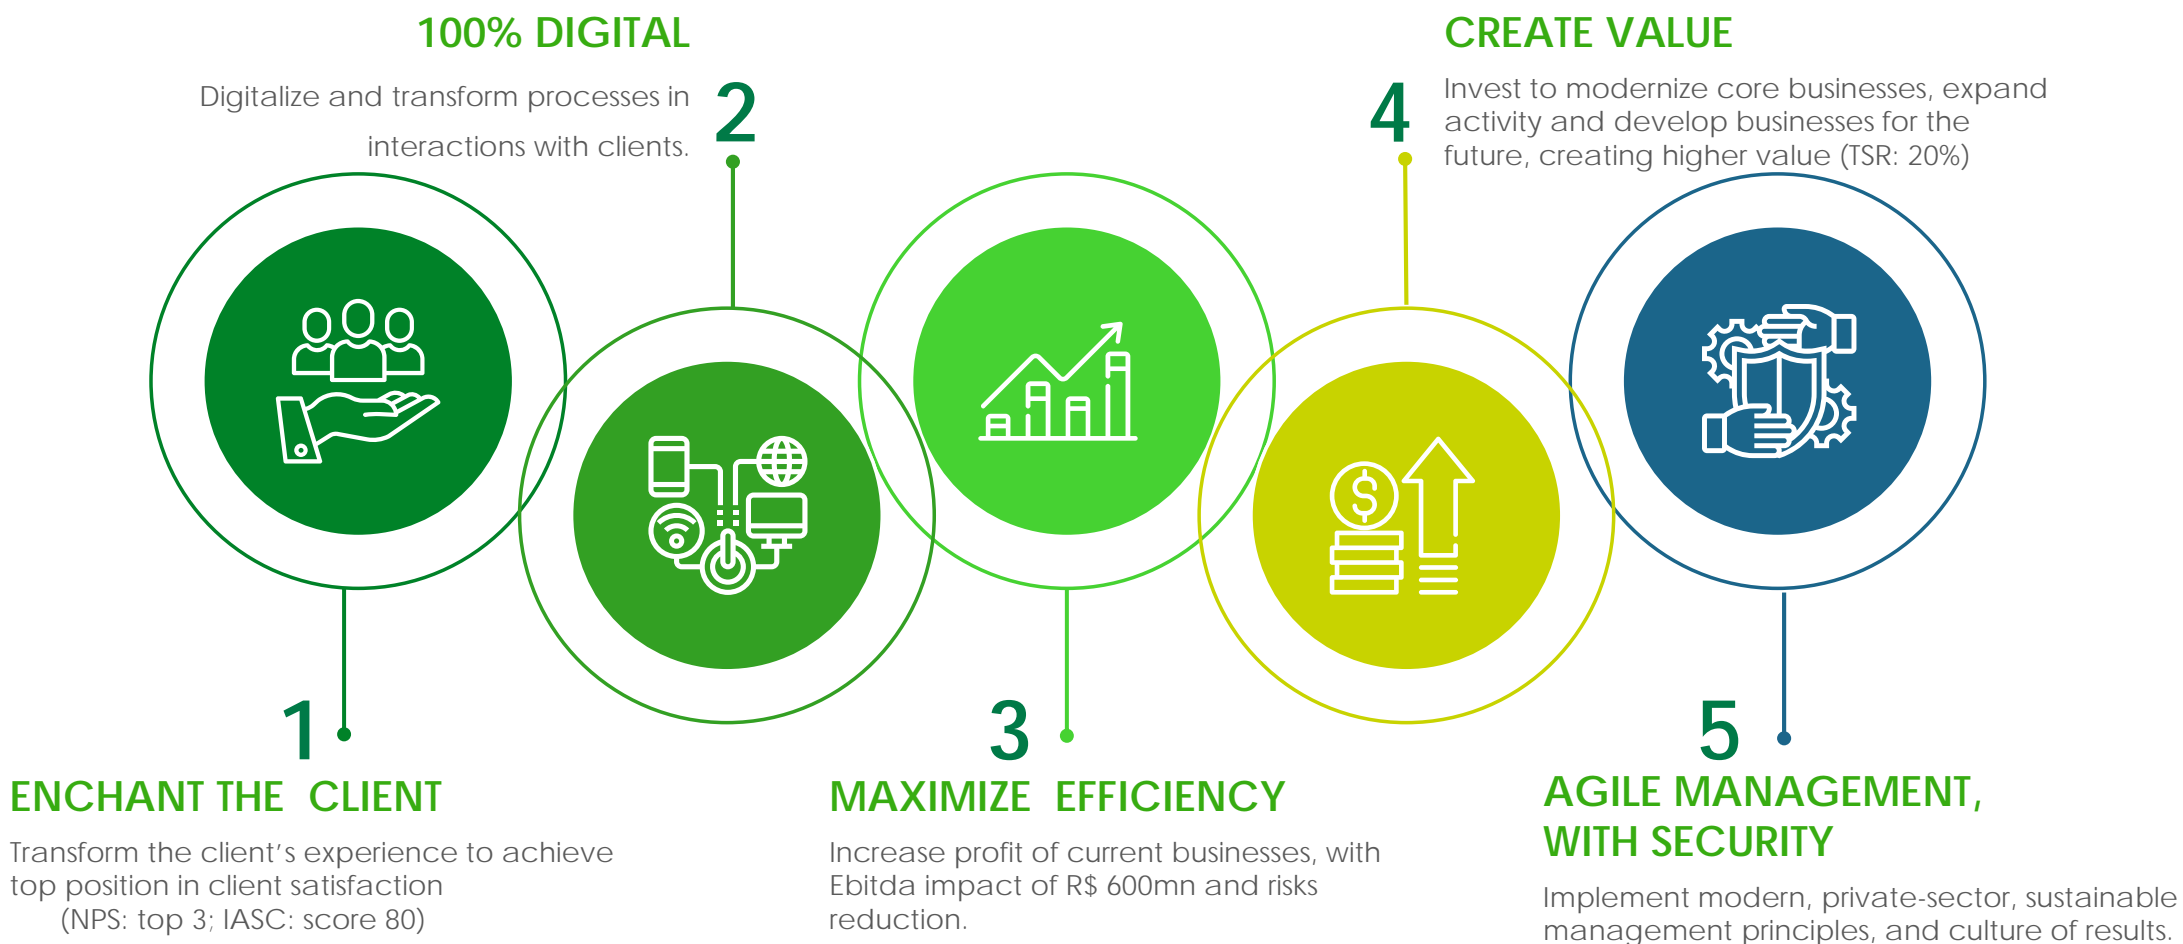 1
ENCHANT THE CLIENT
Transform the client's experience to achieve
top position in client satisfaction
(NPS: top 3; IASC: score 80)
100% DIGITAL
Digitalize and transform processes in
interactions with clients.
2
3
MAXIMIZE EFFICIENCY
Increase profit of current businesses, with
Ebitda impact of R$ 600mn and risks
reduction.
CREATE VALUE
4
Invest to modernize core businesses, expand
activity and develop businesses for the
future, creating higher value (TSR: 20%)
5
AGILE MANAGEMENT,
WITH SECURITY
Implement modern, private-sector, sustainable
management principles, and culture of results.
$